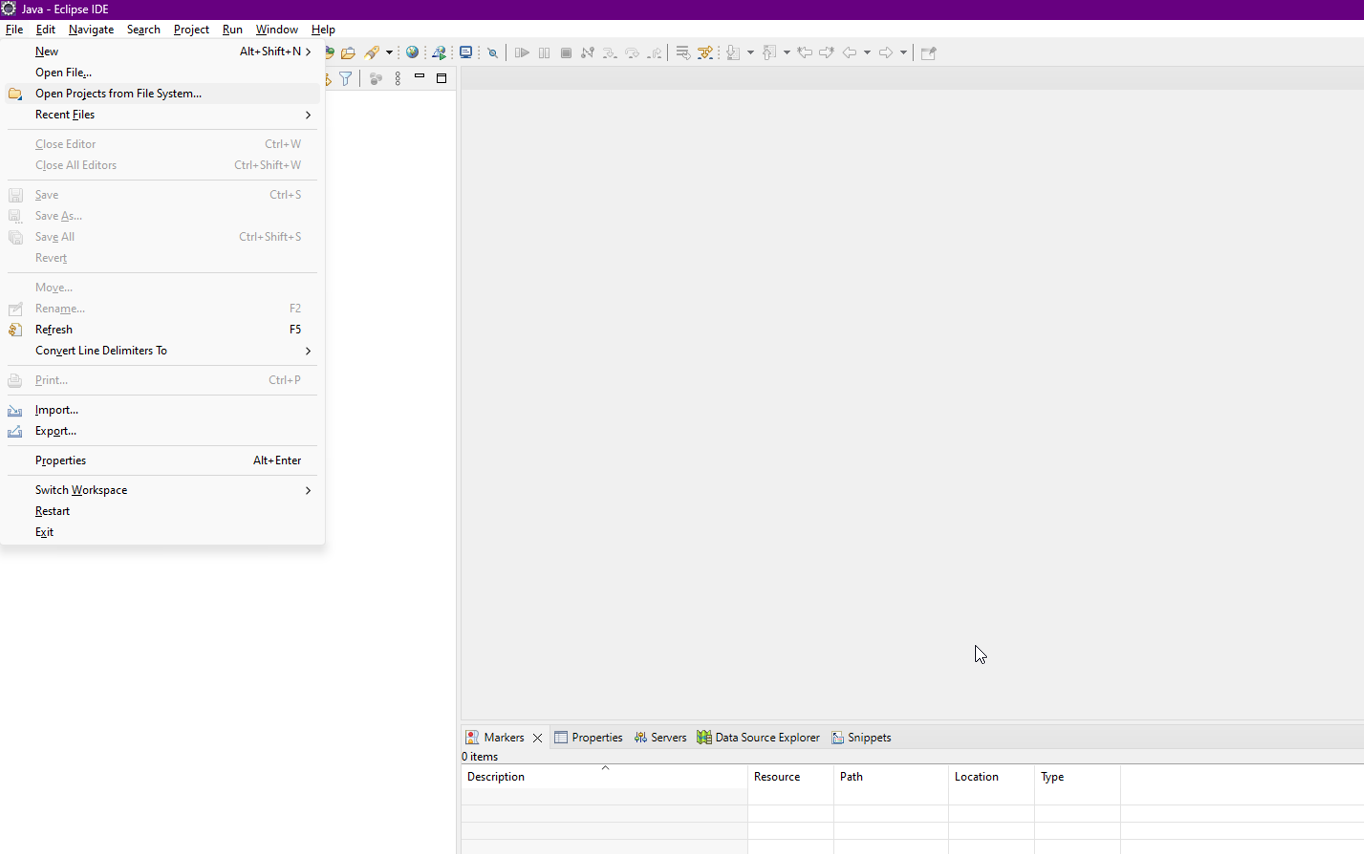 Java - Eclipse IDE
File Edit Navigate Search Project Run Window Help
New Alt+Shift+N
Open File...
Open Projects from File System...
Recent Files
Close Editor Ctrl+W
Close All Editors Ctrl+Shift+W
Save Ctrl+S
Save As...
Save All Ctrl+Shift+S
Revert
Move...
Rename... F2
Refresh F5
Convert Line Delimiters To
Print... Ctrl+P
Import...
Export...
Properties Alt+Enter
Switch Workspace
Restart
Exit
Markers Properties Servers Data Source Explorer Snippets
0 items
Description Resource Path Location Type